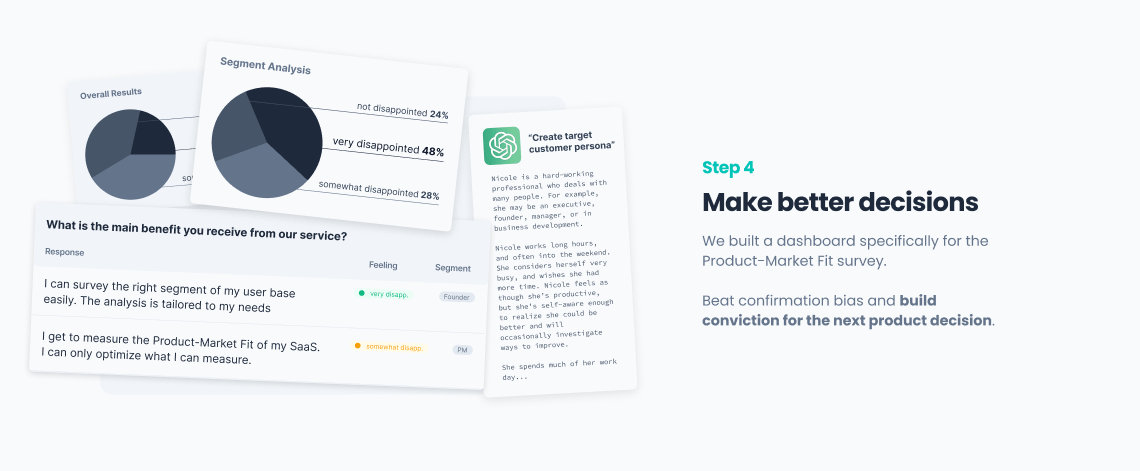 Overall Results
Segment Analysis
not disappointed 24%
very disappointed 48%
somewhat disappointed 28%
What is the main benefit you receive from our service?
Response
Feeling
Segment
I can survey the right segment of my user base
easily. The analysis is tailored to my needs
very disapp.
Founder
I get to measure the Product-Market Fit of my SaaS.
I can only optimize what I can measure.
somewhat disapp.
PM
“Create target
customer persona”
Nicole is a hard-working
professional who deals with
many people. For example,
she may be an executive,
founder, manager, or in
business development.
Nicole works long hours,
and often into the weekend.
She considers herself very
busy, and wishes she had
more time. Nicole feels as
though she's productive,
but she's self-aware enough
to realize she could be
better and will
occasionally investigate
ways to improve.
She spends much of her work
day...
Step 4
Make better decisions
We built a dashboard specifically for the
Product-Market Fit survey.
Beat confirmation bias and build
conviction for the next product decision.